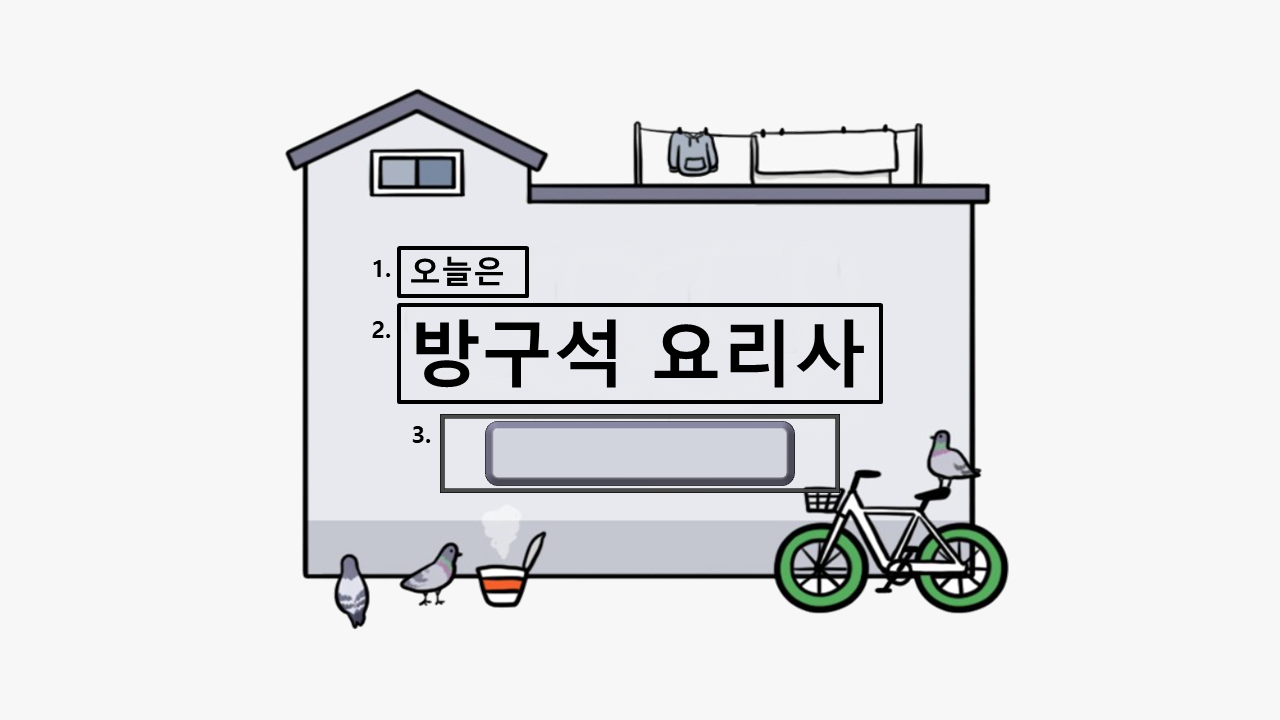 1. 오늘은
2. 방구석 요리사
3.